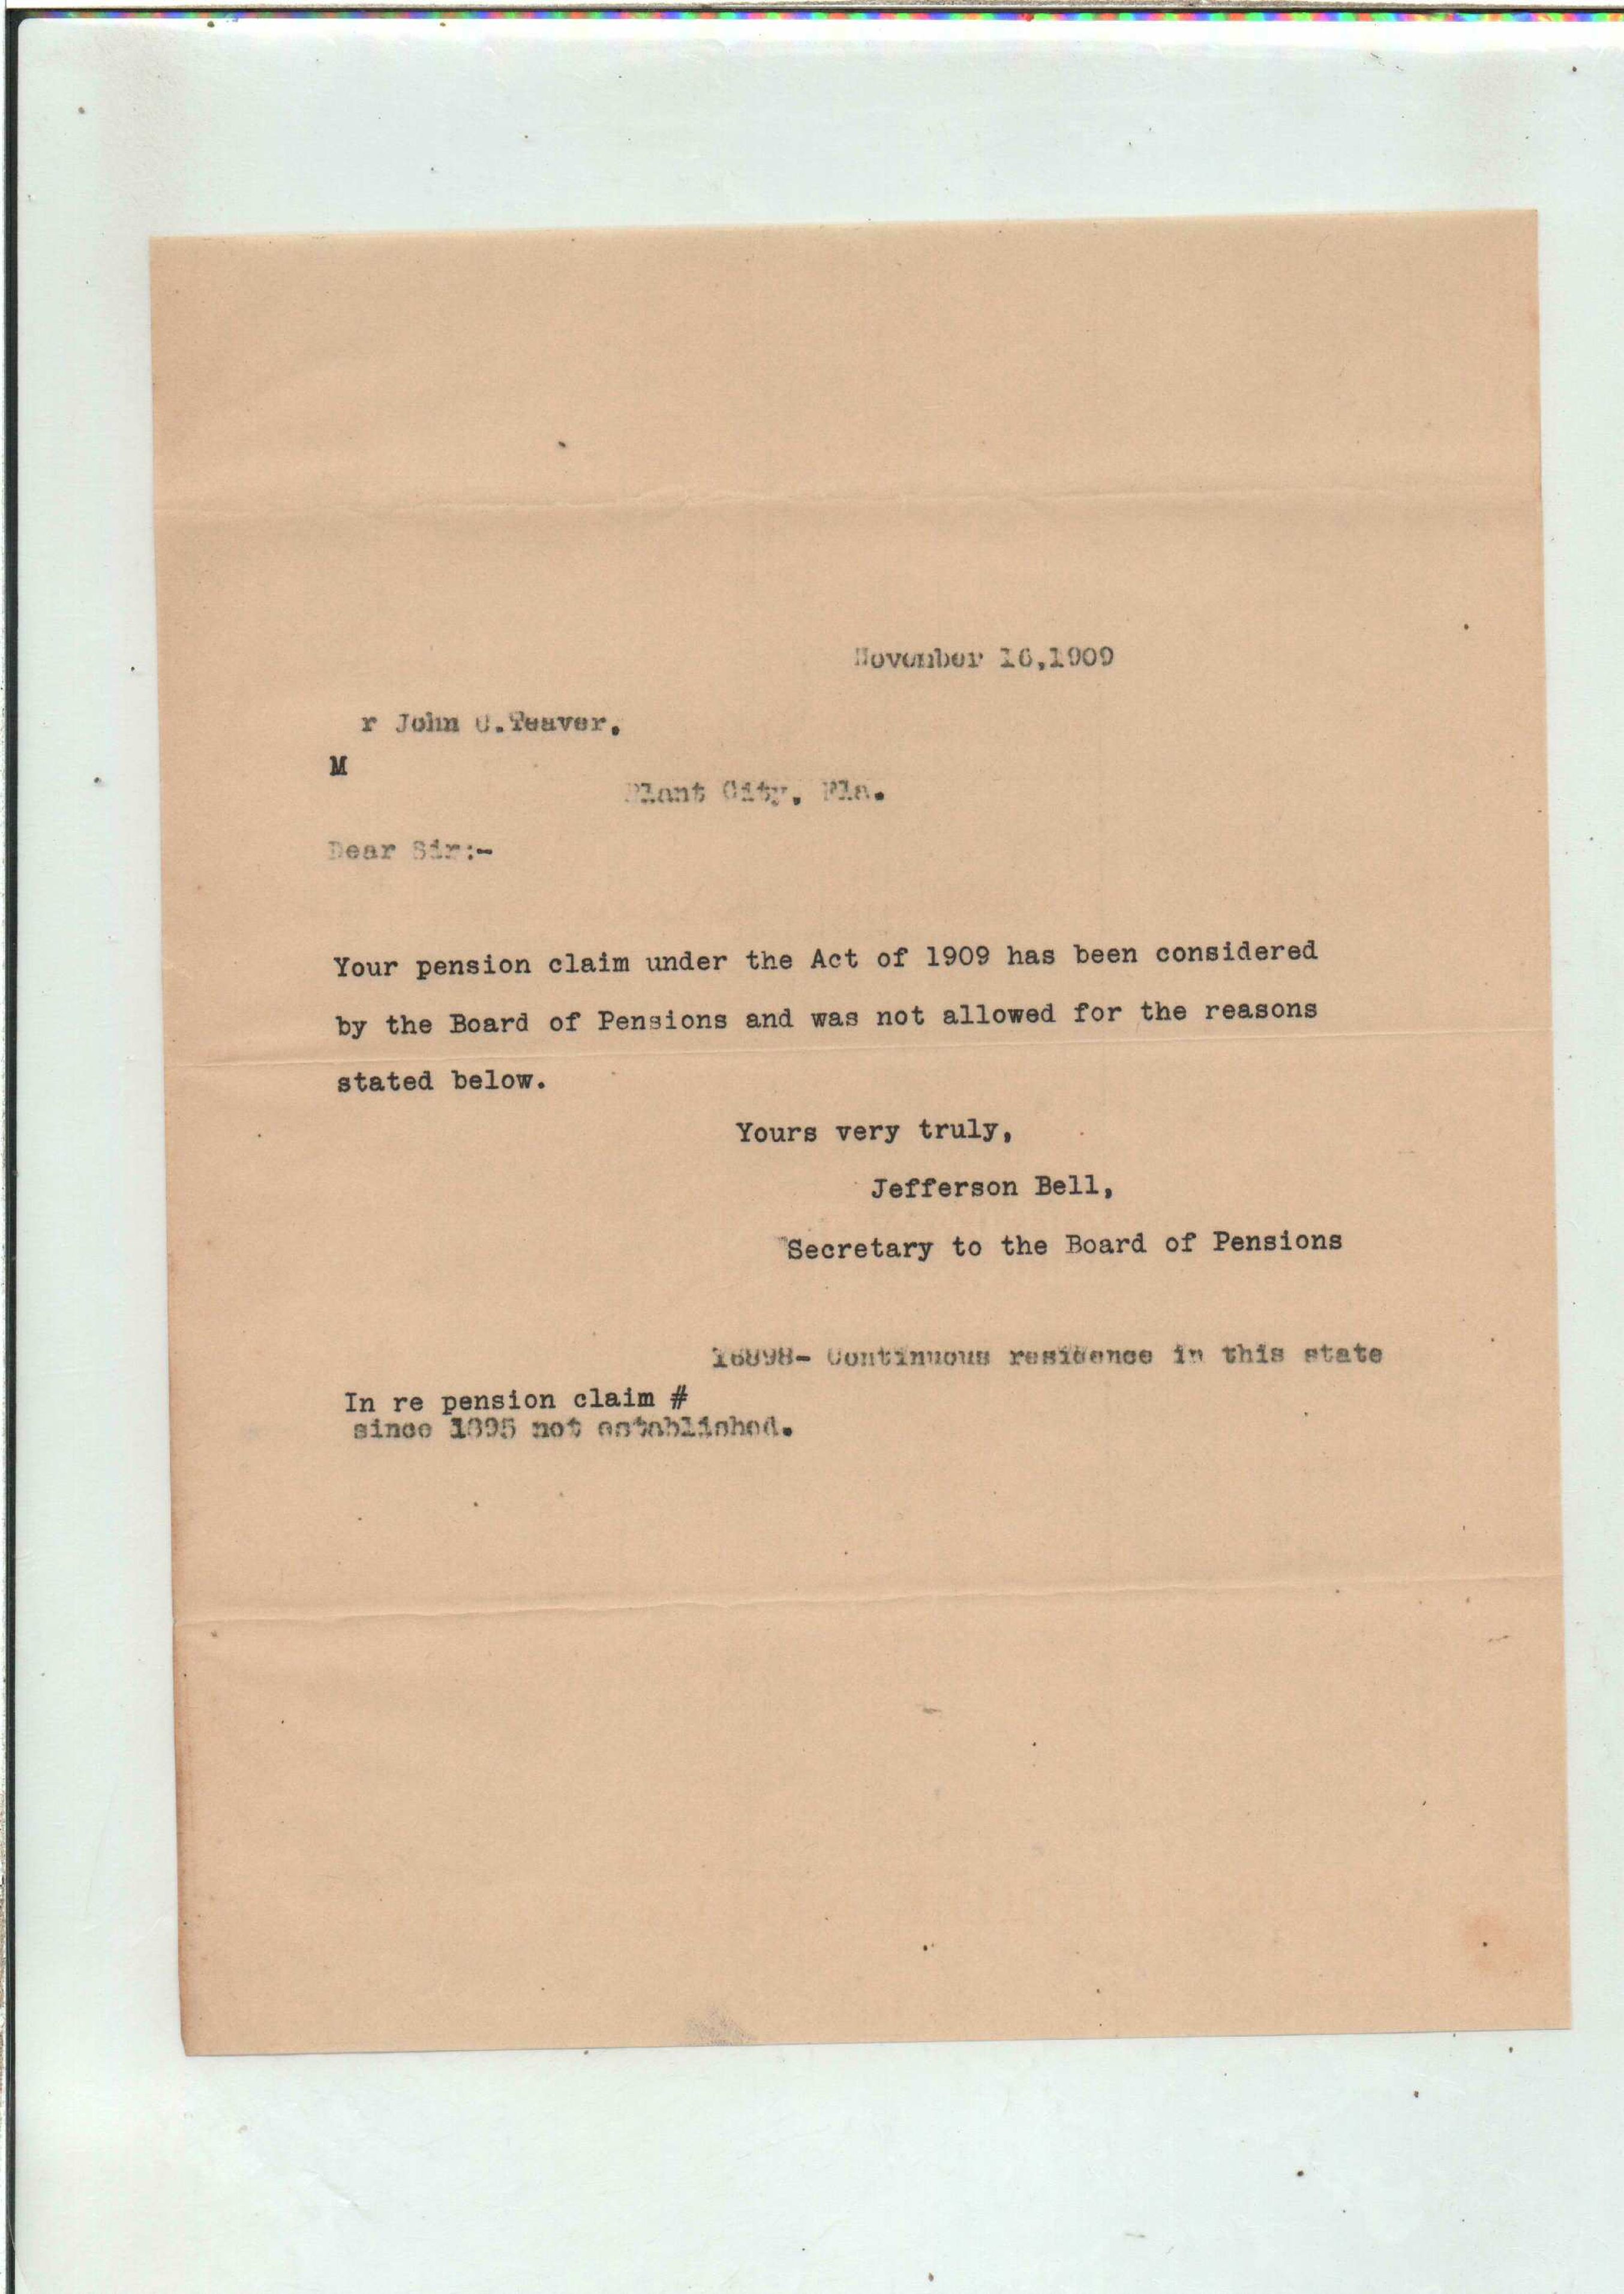 November 16,1909
r John C.Teaver.
M
Plant City, Fla.
Dear Sir:-
Your pension claim under the Act of 1909 has been considered
by the Board of Pensions and was not allowed for the reasons
stated below.
Yours very truly,
Jefferson Bell,
Secretary to the Board of Pensions
16898- Continuous residence in this state
In re pension claim #
since 1895 not established.